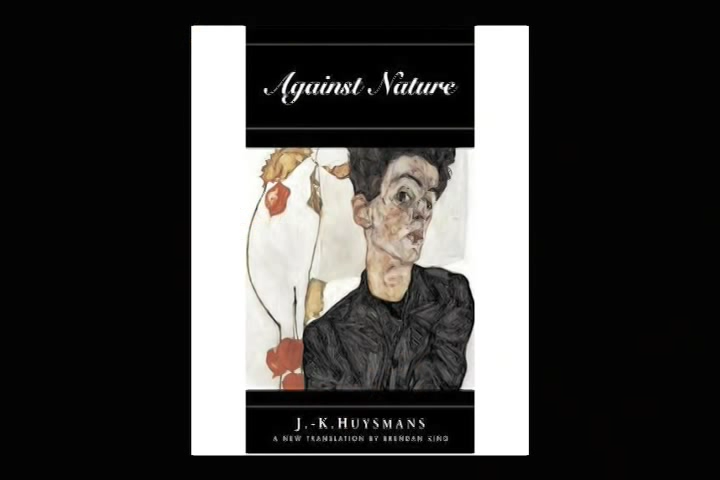 Against Nature
J.-K.HUYSMANS
A NEW TRANSLATION BY BRENDAN KING